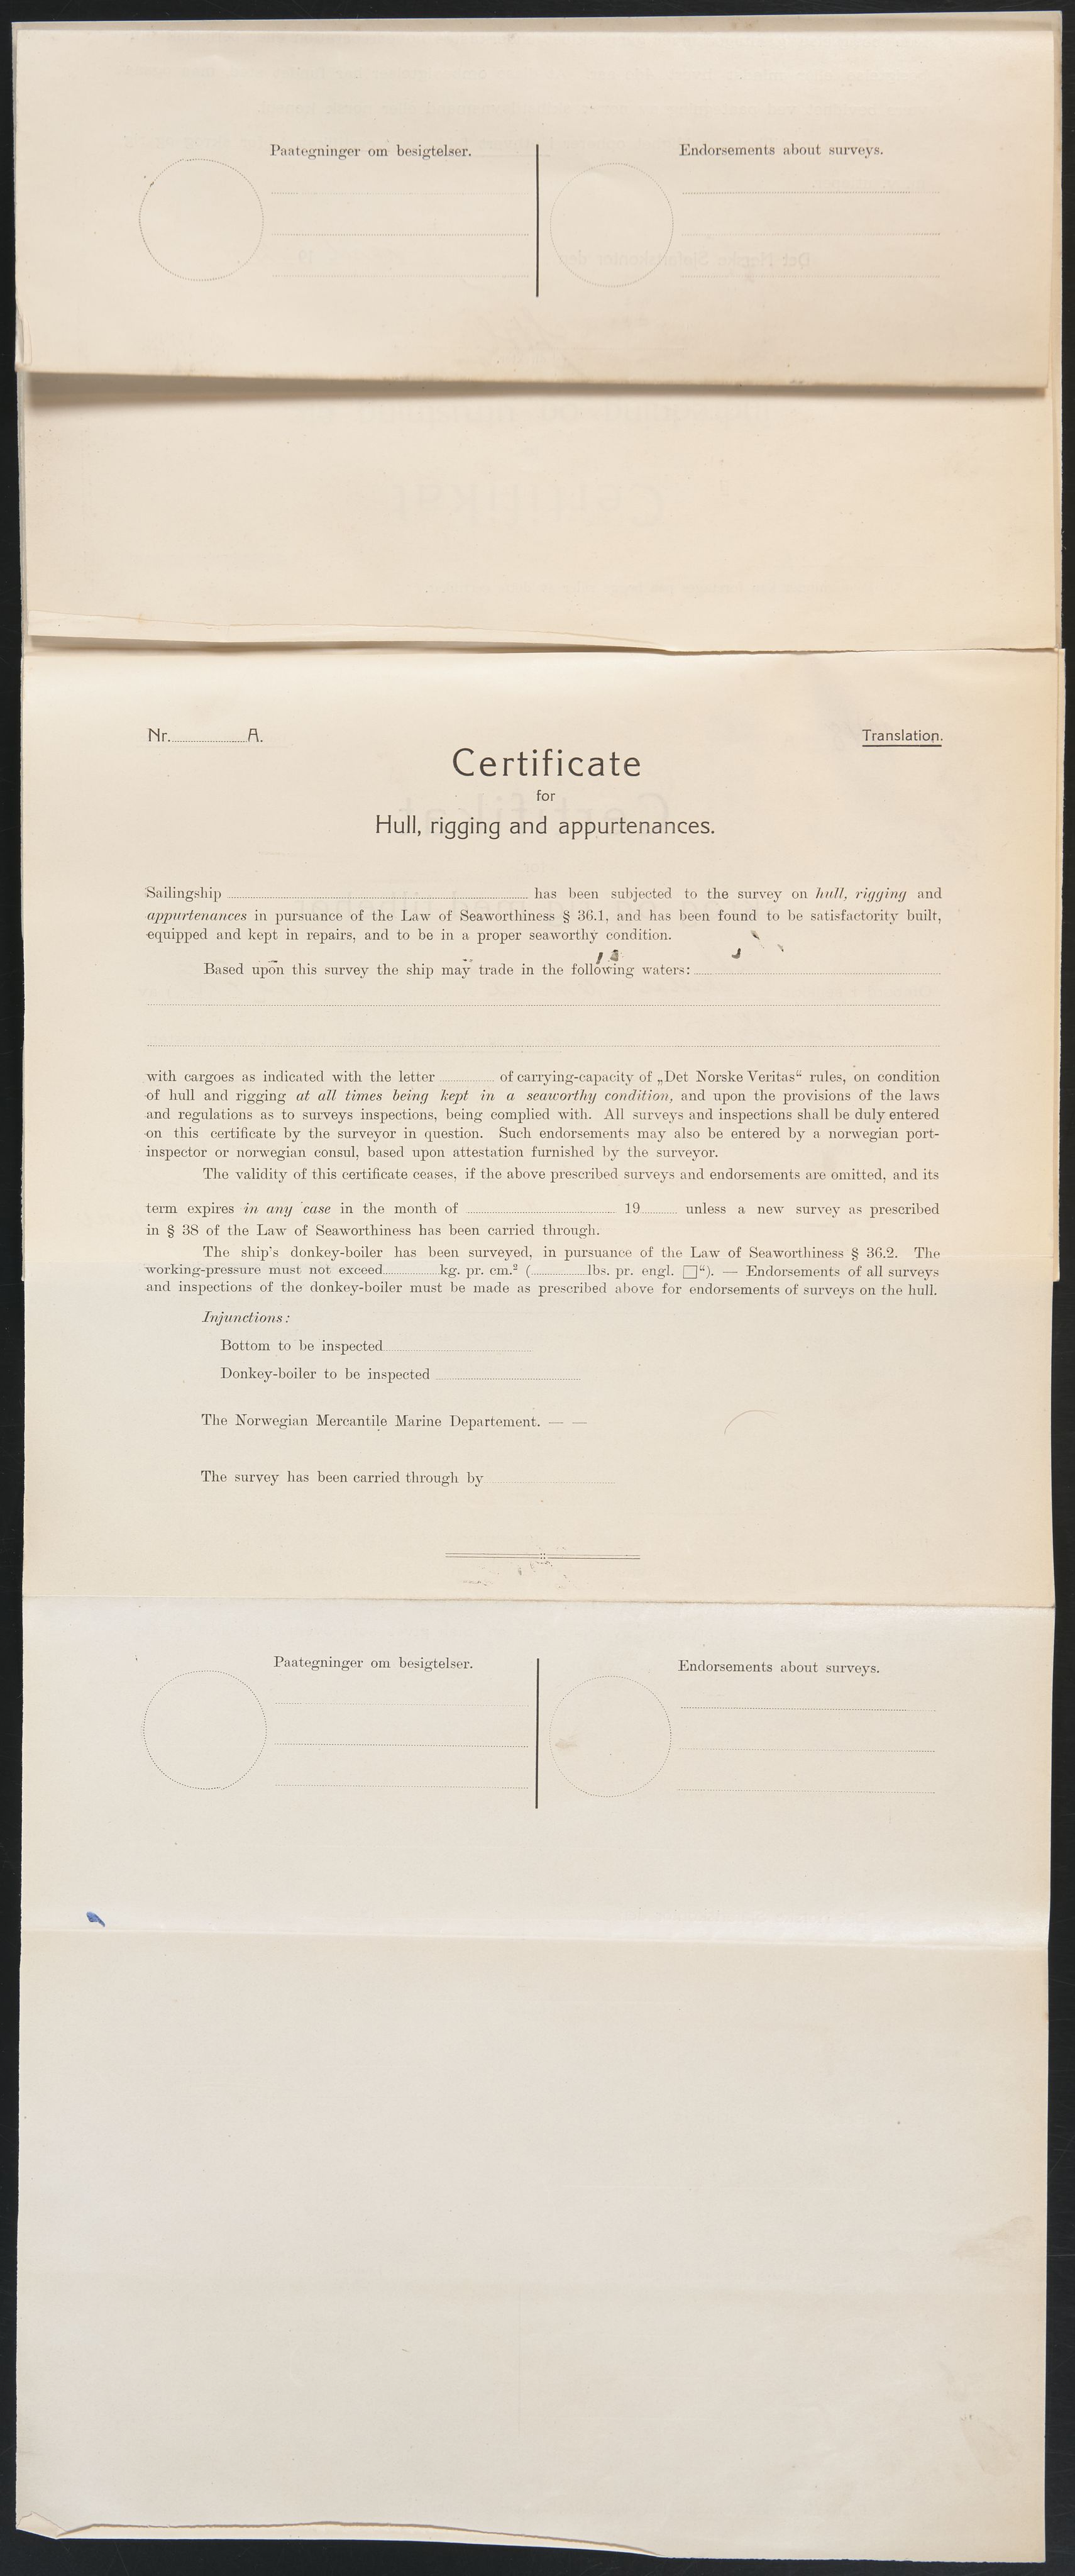 Paategninger om besigtelser.
Endorsements about surveys.
Nr. A.
Translation.
Certificate
for
Hull, rigging and appurtenances.
Sailingship has been subjected to the survey on hull, rigging and
appurtenances in pursuance of the Law of Seaworthiness § 36.1, and has been found to be satisfactority built,
equipped and kept in repairs, and to be in a proper seaworthy condition.
Based upon this survey the ship may trade in the following waters:
with cargoes as indicated with the letter of carrying-capacity of „Det Norske Veritas“ rules, on condition
of hull and rigging at all times being kept in a seaworthy condition, and upon the provisions of the laws
and regulations as to surveys inspections, being complied with. All surveys and inspections shall be duly entered
on this certificate by the surveyor in question. Such endorsements may also be entered by a norwegian port-
inspector or norwegian consul, based upon attestation furnished by the surveyor.
The validity of this certificate ceases, if the above prescribed surveys and endorsements are omitted, and its
term expires in any case in the month of 19 unless a new survey as prescribed
in § 38 of the Law of Seaworthiness has been carried through.
The ship's donkey-boiler has been surveyed, in pursuance of the Law of Seaworthiness § 36.2. The
working-pressure must not exceed kg. pr. cm.² ( lbs. pr. engl. □“). — Endorsements of all surveys
and inspections of the donkey-boiler must be made as prescribed above for endorsements of surveys on the hull.
Injunctions:
Bottom to be inspected
Donkey-boiler to be inspected
The Norwegian Mercantile Marine Departement. — —
The survey has been carried through by
Paategninger om besigtelser.
Endorsements about surveys.